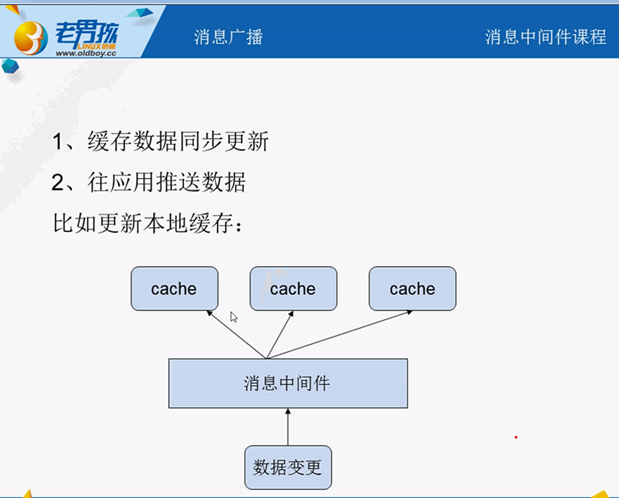 老男孩
LINUX培训
www.oldboy.cc
消息广播
消息中间件课程
1、缓存数据同步更新
2、往应用推送数据
比如更新本地缓存：
cache
cache
cache
消息中间件
数据变更